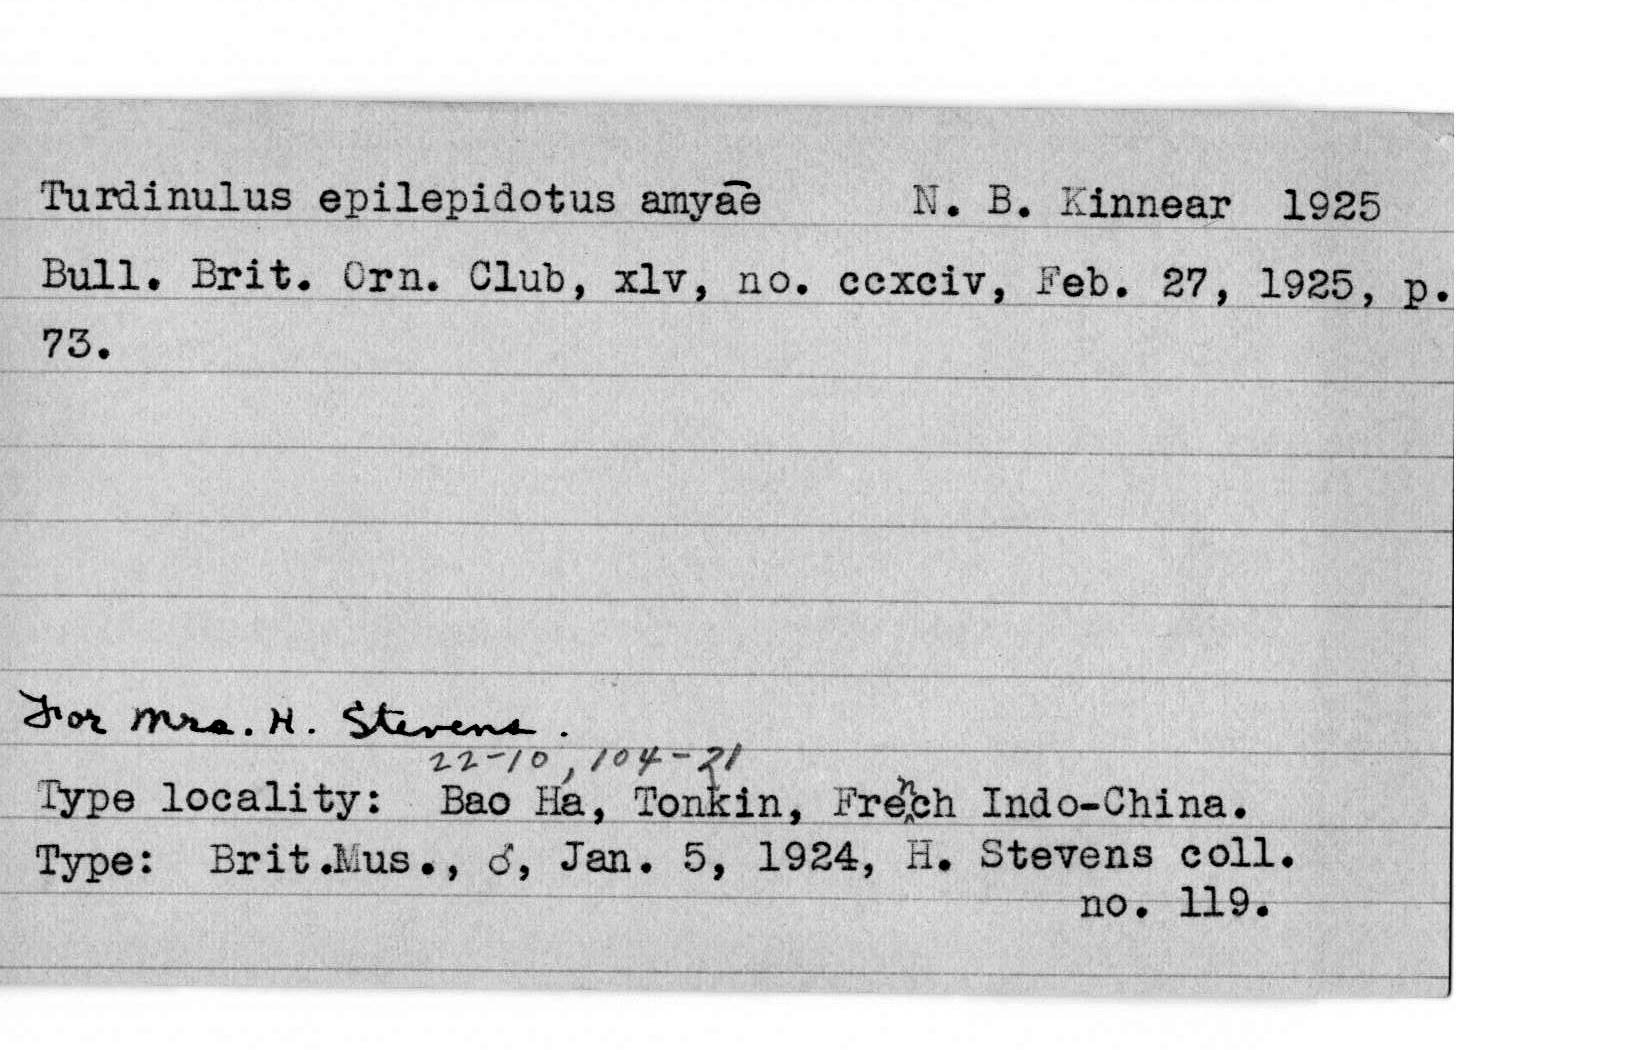 Turdinulus epilepidotus amyae N. B. Kinnear 1925
Bull. Brit. Orn. Club, xlv, no. ccxciv, Feb. 27, 1925, p.
73.
For Mrs. H. Stevens.
22-10, 104-21
Type locality: Bao Ha, Tonkin, French Indo-China.
Type: Brit.Mus., ♂, Jan. 5, 1924, H. Stevens coll.
no. 119.